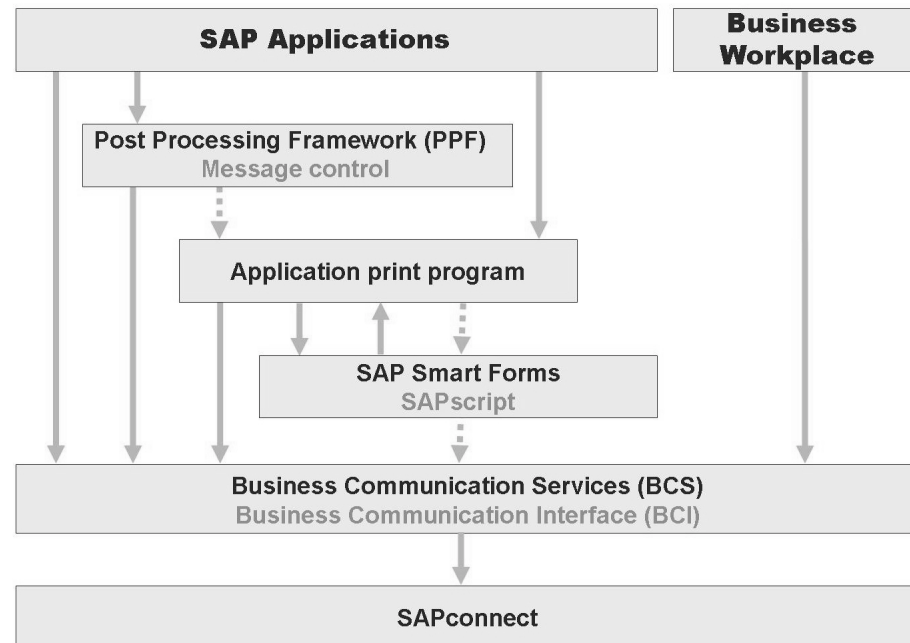 SAP Applications
Business
Workplace
Post Processing Framework (PPF)
Message control
Application print program
SAP Smart Forms
SAPscript
Business Communication Services (BCS)
Business Communication Interface (BCI)
SAPconnect